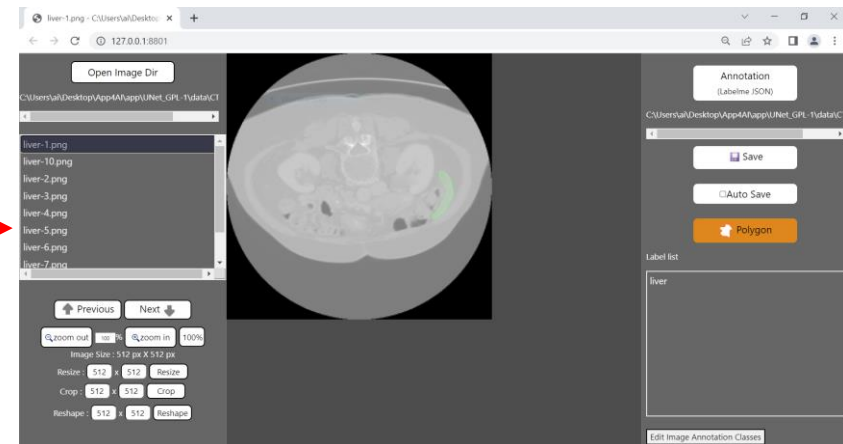 liver-1.png - C:\Users\ai\Desktop
127.0.0.1:8801
Open Image Dir
C:\Users\ai\Desktop\App4AI\app\UNet_GPL-1\data\CT
liver-1.png
liver-10.png
liver-2.png
liver-3.png
liver-4.png
liver-5.png
liver-6.png
liver-7.png
Previous Next
zoom out 100 % zoom in 100%
Image Size : 512 px X 512 px
Resize : 512 x 512 Resize
Crop : 512 x 512 Crop
Reshape : 512 x 512 Reshape
Annotation
(Labelme JSON)
C:\Users\ai\Desktop\App4AI\app\UNet_GPL-1\data\C
Save
Auto Save
Polygon
Label list
liver
Edit Image Annotation Classes